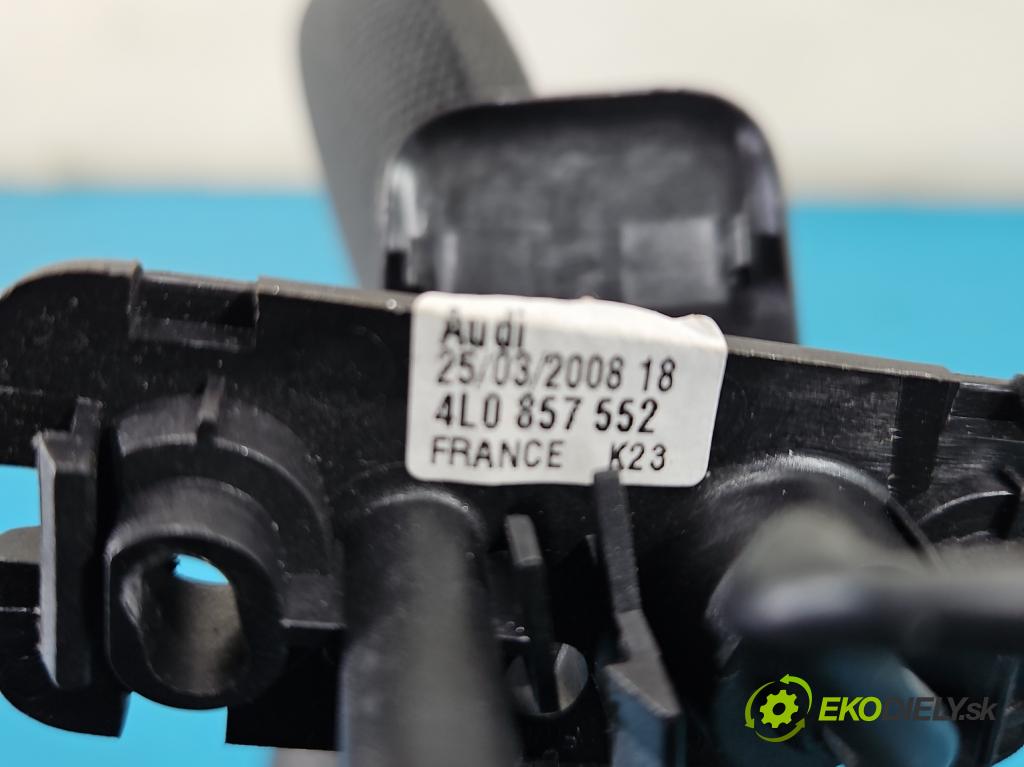 Audi
25/03/2008 18
4L0 857 552
FRANCE K23
EKODIELY.sk